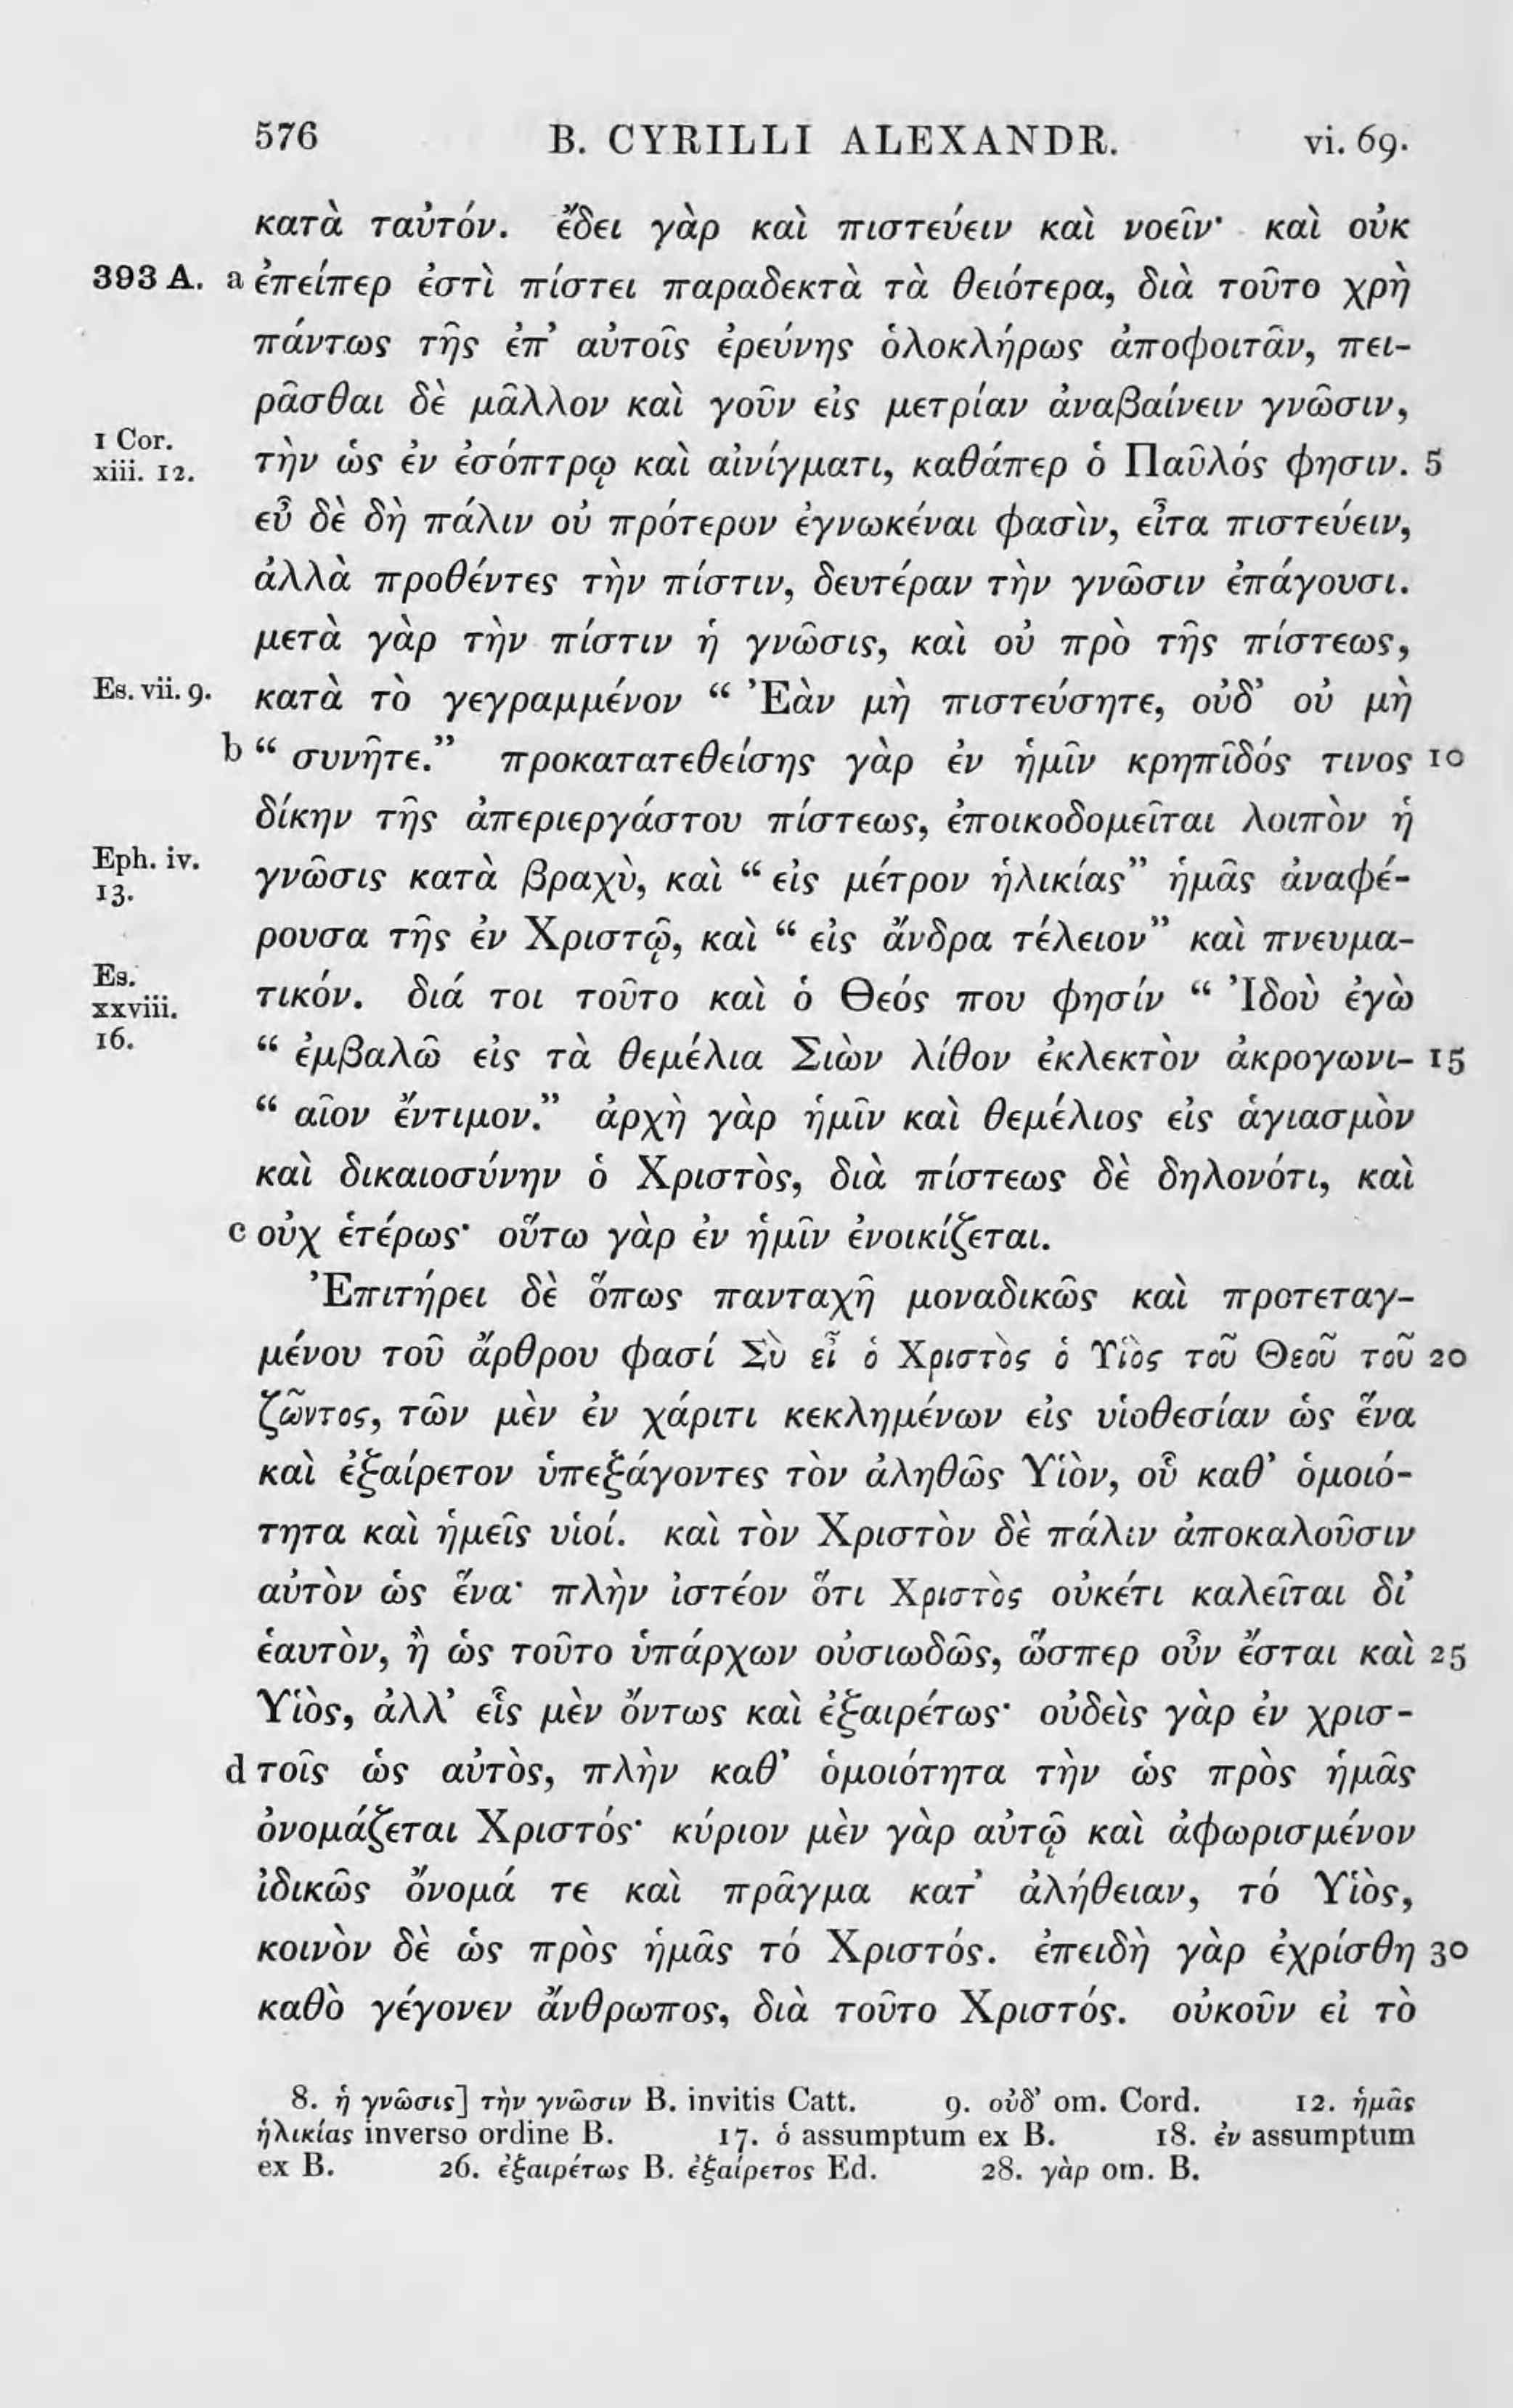 576 B. CYRILLI ALEXANDR. vi. 69.
κατὰ ταὐτόν. ἔδει γὰρ καὶ πιστεύειν καὶ νοεῖν· καὶ οὐκ
393 A. a ἐπείπερ ἐστὶ πίστει παραδεκτὰ τὰ θειότερα, διὰ τοῦτο χρὴ
πάντως τῆς ἐπ’ αὐτοῖς ἐρεύνης ὁλοκλήρως ἀποφοιτᾶν, πει-
ρᾶσθαι δὲ μᾶλλον καὶ γοῦν εἰς μετρίαν ἀναβαίνειν γνῶσιν,
1 Cor.
xiii. 12. τὴν ὡς ἐν ἐσόπτρῳ καὶ αἰνίγματι, καθάπερ ὁ Παῦλός φησιν. 5
εὖ δὲ δὴ πάλιν οὐ πρότερον ἐγνωκέναι φασὶν, εἶτα πιστεύειν,
ἀλλὰ προθέντες τὴν πίστιν, δευτέραν τὴν γνῶσιν ἐπάγουσι.
μετὰ γὰρ τὴν πίστιν ἡ γνῶσις, καὶ οὐ πρὸ τῆς πίστεως,
Es. vii. 9. κατὰ τὸ γεγραμμένον “ Ἐὰν μὴ πιστεύσητε, οὐδ’ οὐ μὴ
b “ συνῆτε.” προκατατεθείσης γὰρ ἐν ἡμῖν κρηπῖδός τινος 10
δίκην τῆς ἀπεριεργάστου πίστεως, ἐποικοδομεῖται λοιπὸν ἡ
Eph. iv.
13. γνῶσις κατὰ βραχὺ, καὶ “ εἰς μέτρον ἡλικίας” ἡμᾶς ἀναφέ-
ρουσα τῆς ἐν Χριστῷ, καὶ “ εἰς ἄνδρα τέλειον” καὶ πνευμα-
Es.
xxviii.
16. τικόν. διά τοι τοῦτο καὶ ὁ Θεός που φησίν “ Ἰδοὺ ἐγὼ
“ ἐμβαλῶ εἰς τὰ θεμέλια Σιὼν λίθον ἐκλεκτὸν ἀκρογωνι- 15
“ αῖον ἔντιμον.” ἀρχὴ γὰρ ἡμῖν καὶ θεμέλιος εἰς ἁγιασμὸν
καὶ δικαιοσύνην ὁ Χριστὸς, διὰ πίστεως δὲ δηλονότι, καὶ
c οὐχ ἑτέρως· οὕτω γὰρ ἐν ἡμῖν ἐνοικίζεται.
Ἐπιτήρει δὲ ὅπως πανταχῆ μοναδικῶς καὶ προτεταγ-
μένου τοῦ ἄρθρου φασί Σὺ εἶ ὁ Χριστὸς ὁ Υἱὸς τοῦ Θεοῦ τοῦ 20
ζῶντος, τῶν μὲν ἐν χάριτι κεκλημένων εἰς υἱοθεσίαν ὡς ἕνα
καὶ ἐξαίρετον ὑπεξάγοντες τὸν ἀληθῶς Υἱὸν, οὗ καθ’ ὁμοιό-
τητα καὶ ἡμεῖς υἱοί. καὶ τὸν Χριστὸν δὲ πάλιν ἀποκαλοῦσιν
αὐτὸν ὡς ἕνα· πλὴν ἰστέον ὅτι Χριστὸς οὐκέτι καλεῖται δι’
ἑαυτὸν, ἢ ὡς τοῦτο ὑπάρχων οὐσιωδῶς, ὥσπερ οὖν ἔσται καὶ 25
Υἱὸς, ἀλλ’ εἷς μὲν ὄντως καὶ ἐξαιρέτως· οὐδεὶς γὰρ ἐν χρισ-
d τοῖς ὡς αὐτὸς, πλὴν καθ’ ὁμοιότητα τὴν ὡς πρὸς ἡμᾶς
ὀνομάζεται Χριστός· κύριον μὲν γὰρ αὐτῷ καὶ ἀφωρισμένον
ἰδικῶς ὄνομά τε καὶ πρᾶγμα κατ’ ἀλήθειαν, τό Υἱὸς,
κοινὸν δὲ ὡς πρὸς ἡμᾶς τό Χριστός. ἐπειδὴ γὰρ ἐχρίσθη 30
καθὸ γέγονεν ἄνθρωπος, διὰ τοῦτο Χριστός. οὐκοῦν εἰ τὸ
8. ἡ γνῶσις] τὴν γνῶσιν B. invitis Catt. 9. οὐδ’ om. Cord. 12. ἡμᾶς
ἡλικίας inverso ordine B. 17. ὁ assumptum ex B. 18. ἐν assumptum
ex B. 26. ἐξαιρέτως B. ἐξαίρετος Ed. 28. γὰρ om. B.